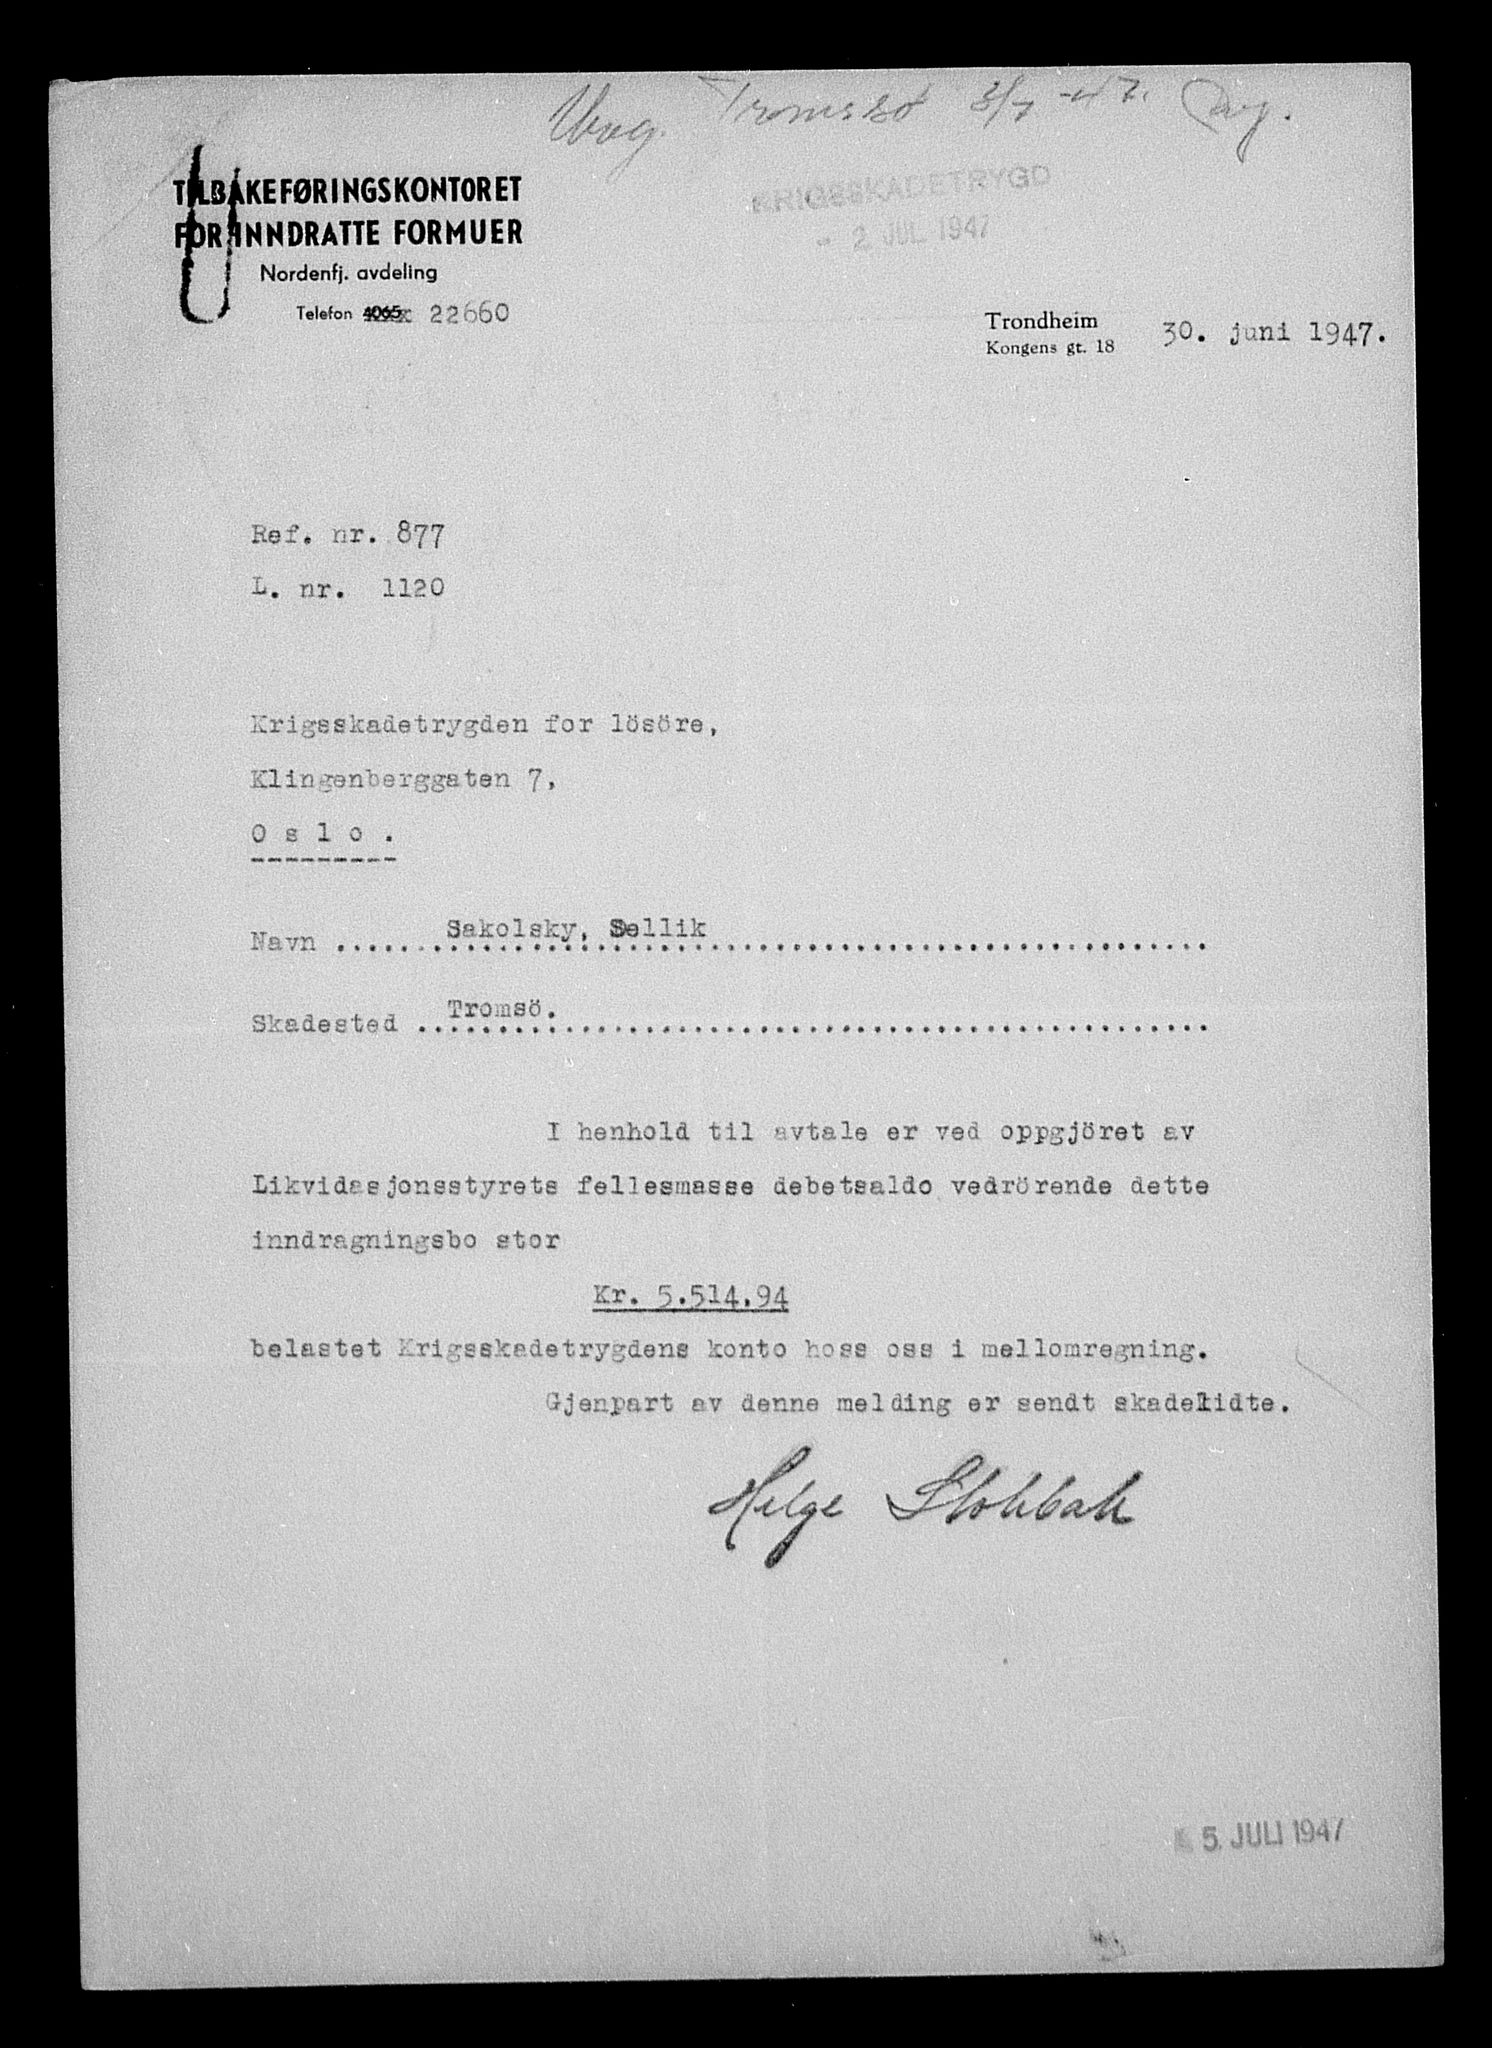 Tromssö 3/7 -47.
KRIGSSKADETRYGD
- 2 JUL 1947
TILBAKEFØRINGSKONTORET
FOR INNDRATTE FORMUER
Nordenfj. avdeling
Telefon 4065x 22660
Trondheim
Kongens gt. 18
30. juni 1947.
Ref. nr. 877
L. nr. 1120
Krigsskadetrygden for lösöre,
Klingenberggaten 7,
O s l o .
Navn ..... Sakolsky, Sellik
Skadested ..... Tromsö.
I henhold til avtale er ved oppgjöret av
Likvidasjonsstyrets fellesmasse debetsaldo vedrörende dette
inndragningsbo stor
Kr. 5.514.94
belastet Krigsskadetrygdens konto hoss oss i mellomregning.
Gjenpart av denne melding er sendt skadelidte.
Helge
5. JULI 1947